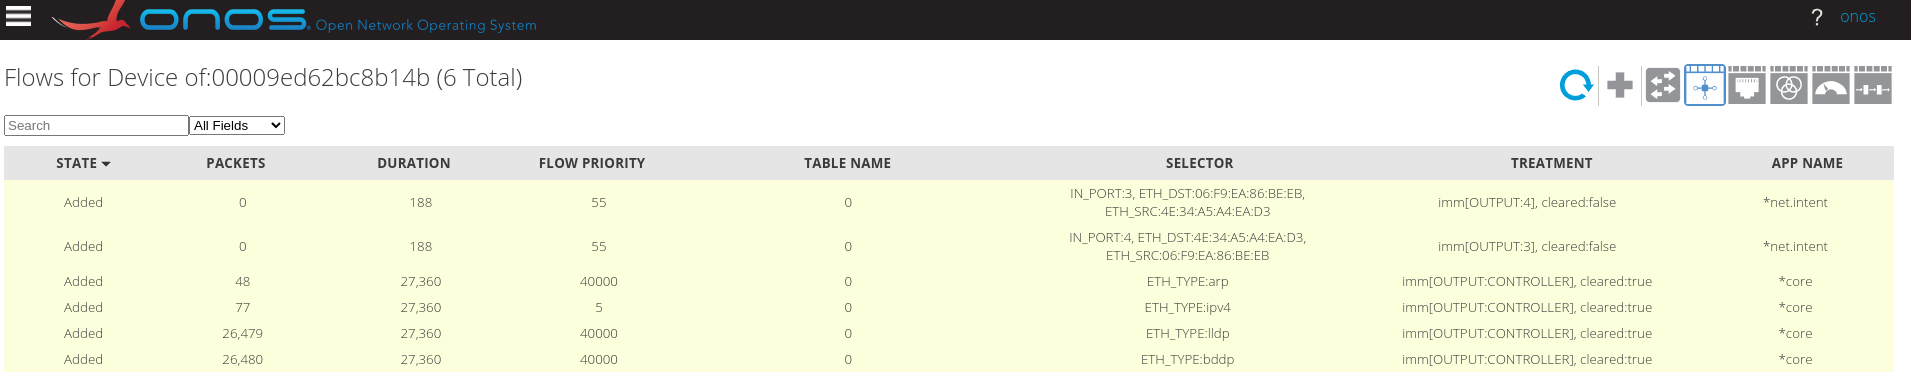 onos Open Network Operating System ? onos
Flows for Device of:00009ed62bc8b14b (6 Total)
Search All Fields
STATE PACKETS DURATION FLOW PRIORITY TABLE NAME SELECTOR TREATMENT APP NAME
Added 0 188 55 0 IN_PORT:3, ETH_DST:06:F9:EA:86:BE:EB, ETH_SRC:4E:34:A5:A4:EA:D3 imm[OUTPUT:4], cleared:false *net.intent
Added 0 188 55 0 IN_PORT:4, ETH_DST:4E:34:A5:A4:EA:D3, ETH_SRC:06:F9:EA:86:BE:EB imm[OUTPUT:3], cleared:false *net.intent
Added 48 27,360 40000 0 ETH_TYPE:arp imm[OUTPUT:CONTROLLER], cleared:true *core
Added 77 27,360 5 0 ETH_TYPE:ipv4 imm[OUTPUT:CONTROLLER], cleared:true *core
Added 26,479 27,360 40000 0 ETH_TYPE:lldp imm[OUTPUT:CONTROLLER], cleared:true *core
Added 26,480 27,360 40000 0 ETH_TYPE:bddp imm[OUTPUT:CONTROLLER], cleared:true *core